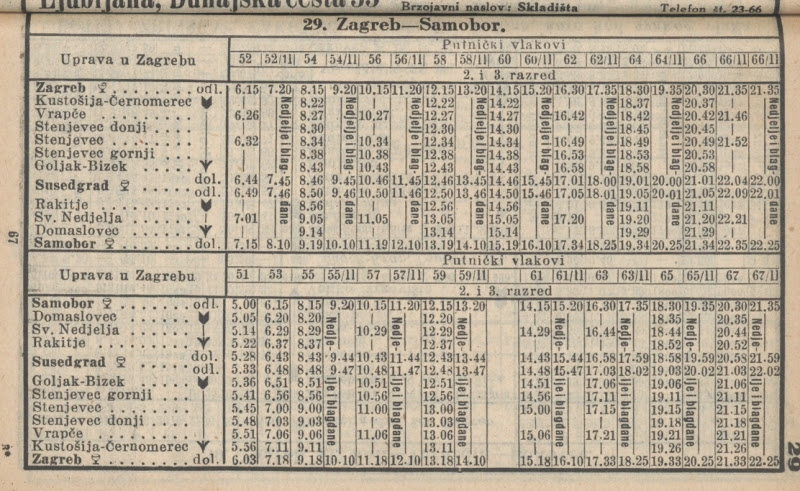 Ljubljana, Dunajska cesta
Brzojavni naslov: Skladišta
Telefon št. 23-66
29. Zagreb—Samobor.
Uprava u Zagrebu
Putnički vlakovi
52 52/II 54 54/II 56 56/II 58 58/II 60 60/II 62 62/II 64 64/II 66 66/II 66/II
2. i 3. razred
Zagreb odl. 6.15 7.20 8.15 9.20 10.15 11.20 12.15 13.20 14.15 15.20 16.30 17.35 18.30 19.35 20.30 21.35 21.35
Kustošija-Černomerec 8.22 12.22 14.22 18.37 20.37
Vrapče 6.26 8.27 10.27 12.27 14.27 16.42 18.42 20.42 21.46
Stenjevec donji 8.30 12.30 14.30 18.45 20.45
Stenjevec 6.32 8.34 10.34 12.34 14.34 16.49 18.49 20.49 21.52
Stenjevec gornji 8.38 10.38 12.38 14.38 16.53 18.53 20.53
Goljak-Bizek 8.43 10.43 12.43 14.43 16.58 18.58 20.58
Nedjelje i blagdane
Susedgrad dol. 6.44 7.45 8.46 9.45 10.46 11.45 12.46 13.45 14.46 15.45 17.01 18.00 19.01 20.00 21.01 22.04 22.00
odl. 6.49 7.46 8.50 9.46 10.50 11.46 12.50 13.46 14.50 15.46 17.05 18.01 19.05 20.01 21.05 22.09 22.01
Rakitje 8.56 12.56 14.56 19.11 21.11
Sv. Nedjelja 7.01 9.05 11.05 13.05 15.05 17.20 19.20 21.20 22.21
Domaslovec 9.14 13.14 15.14 19.29 21.29
Samobor dol. 7.15 8.10 9.19 10.10 11.19 12.10 13.19 14.10 15.19 16.10 17.34 18.25 19.34 20.25 21.34 22.35 22.25
Uprava u Zagrebu
Putnički vlakovi
51 53 55 55/II 57 57/II 59 59/II 61 61/II 63 63/II 65 65/II 67 67/II
2. i 3. razred
Samobor odl. 5.00 6.15 8.15 9.20 10.15 11.20 12.15 13.20 14.15 15.20 16.30 17.35 18.30 19.35 20.30 21.35
Domaslovec 5.05 6.20 8.20 12.20 18.35 20.35
Sv. Nedjelja 5.14 6.29 8.29 10.29 12.29 14.29 16.44 18.44 20.44
Rakitje 5.22 6.37 8.37 12.37 18.52 20.52
Susedgrad dol. 5.28 6.43 8.43 9.44 10.43 11.44 12.43 13.44 14.43 15.44 16.58 17.59 18.58 19.59 20.58 21.59
odl. 5.33 6.48 8.48 9.47 10.48 11.47 12.48 13.47 14.48 15.47 17.03 18.02 19.03 20.02 21.03 22.02
Goljak-Bizek 5.36 6.51 8.51 10.51 12.51 14.51 17.06 19.06 21.06
Stenjevec gornji 5.41 6.56 8.56 10.56 12.56 14.56 17.11 19.11 21.11
Stenjevec 5.45 7.00 9.00 11.00 13.00 15.00 17.15 19.15 21.15
Stenjevec donji 5.48 7.03 9.03 13.03 19.18 21.18
Vrapče 5.51 7.06 9.06 11.06 13.06 15.06 17.21 19.21 21.21
Kustošija-Černomerec 5.56 7.11 9.11 13.11 19.26 21.26
Nedjelje i blagdane
Zagreb dol. 6.03 7.18 9.18 10.10 11.18 12.10 13.18 14.10 15.18 16.10 17.33 18.25 19.33 20.25 21.33 22.25
67
29